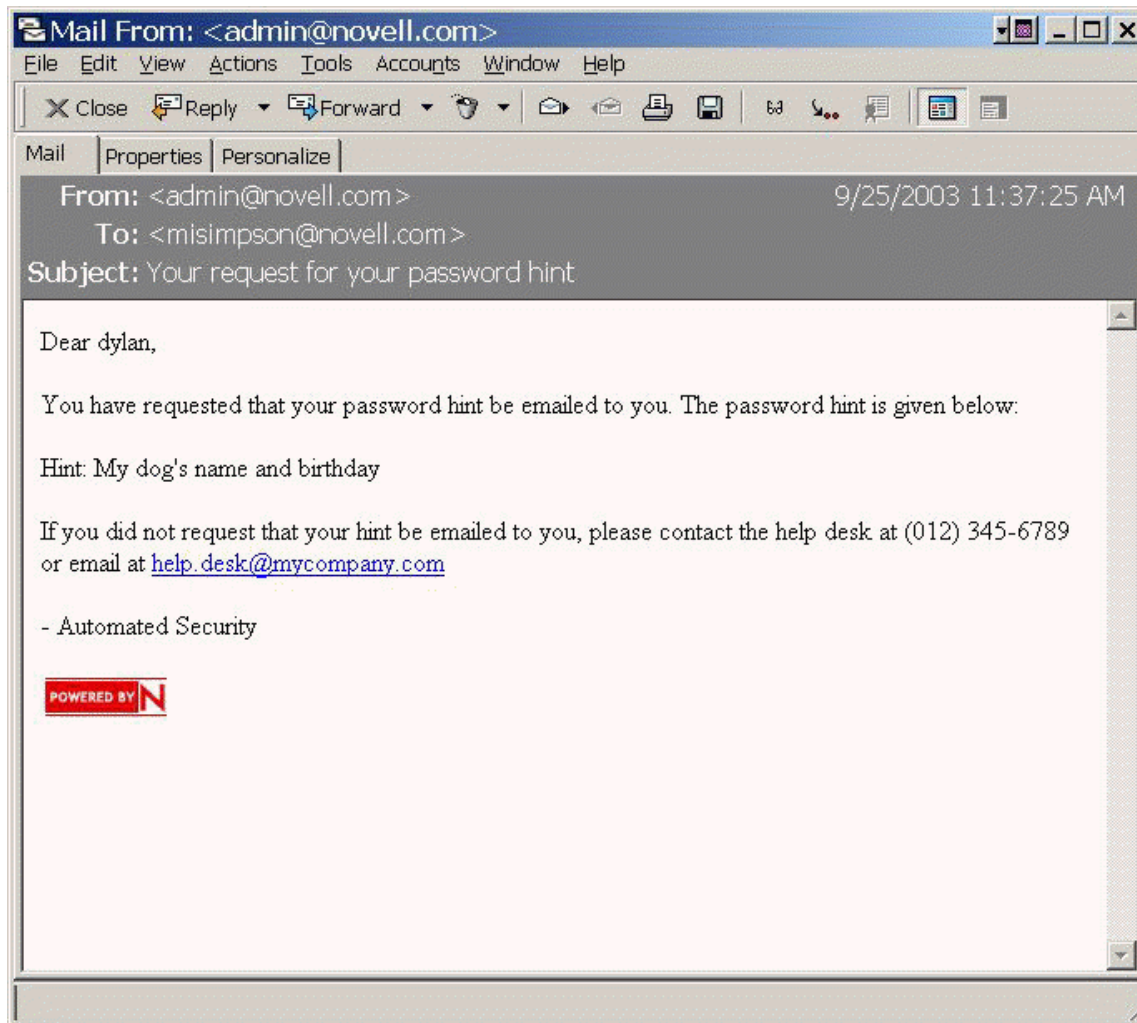 Mail From: <admin@novell.com>
File Edit View Actions Tools Accounts Window Help
Close Reply Forward
Mail Properties Personalize
From: <admin@novell.com> 9/25/2003 11:37:25 AM
To: <misimpson@novell.com>
Subject: Your request for your password hint
Dear dylan,
You have requested that your password hint be emailed to you. The password hint is given below:
Hint: My dog's name and birthday
If you did not request that your hint be emailed to you, please contact the help desk at (012) 345-6789
or email at help.desk@mycompany.com
- Automated Security
POWERED BY N